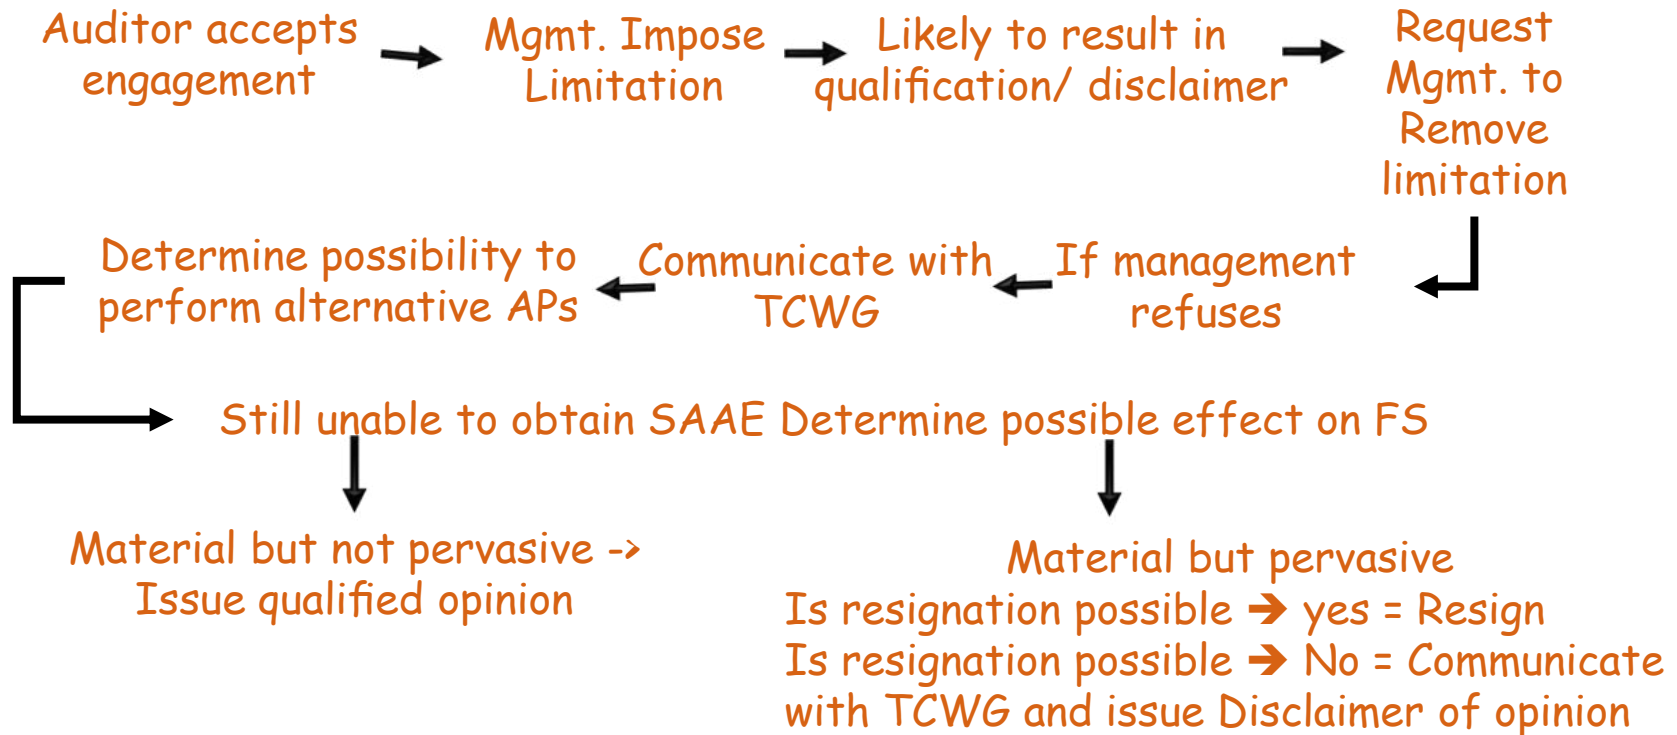 Auditor accepts
engagement
Mgmt. Impose
Limitation
Likely to result in
qualification/ disclaimer
Request
Mgmt. to
Remove
limitation
If management
refuses
Communicate with
TCWG
Determine possibility to
perform alternative APs
Still unable to obtain SAAE Determine possible effect on FS
Material but not pervasive ->
Issue qualified opinion
Material but pervasive
Is resignation possible ➔ yes = Resign
Is resignation possible ➔ No = Communicate
with TCWG and issue Disclaimer of opinion